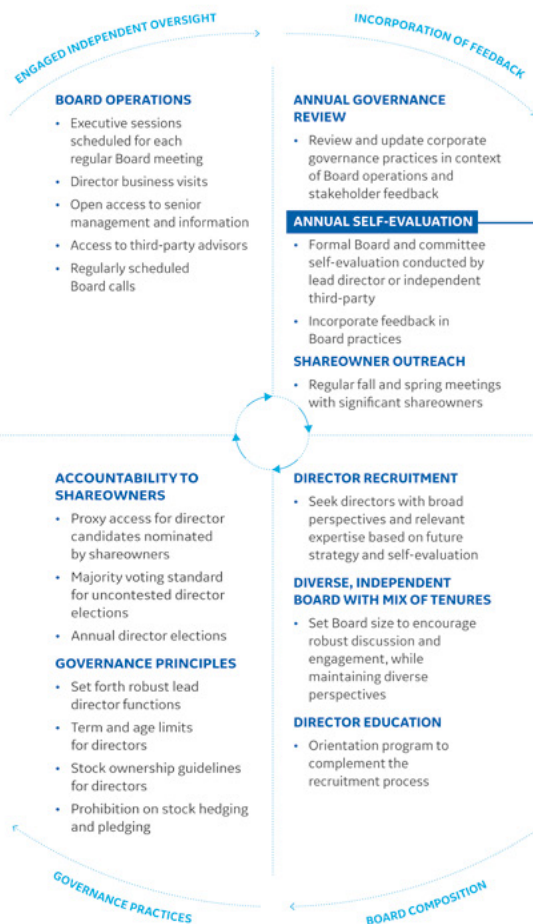 ENGAGED INDEPENDENT OVERSIGHT
INCORPORATION OF FEEDBACK
BOARD OPERATIONS
• Executive sessions
scheduled for each
regular Board meeting
• Director business visits
• Open access to senior
management and information
• Access to third-party advisors
• Regularly scheduled
Board calls
ANNUAL GOVERNANCE
REVIEW
• Review and update corporate
governance practices in context
of Board operations and
stakeholder feedback
ANNUAL SELF-EVALUATION
• Formal Board and committee
self-evaluation conducted by
lead director or independent
third-party
• Incorporate feedback in
Board practices
SHAREOWNER OUTREACH
• Regular fall and spring meetings
with significant shareowners
ACCOUNTABILITY TO
SHAREOWNERS
• Proxy access for director
candidates nominated
by shareowners
• Majority voting standard
for uncontested director
elections
• Annual director elections
GOVERNANCE PRINCIPLES
• Set forth robust lead
director functions
• Term and age limits
for directors
• Stock ownership guidelines
for directors
• Prohibition on stock hedging
and pledging
DIRECTOR RECRUITMENT
• Seek directors with broad
perspectives and relevant
expertise based on future
strategy and self-evaluation
DIVERSE, INDEPENDENT
BOARD WITH MIX OF TENURES
• Set Board size to encourage
robust discussion and
engagement, while
maintaining diverse
perspectives
DIRECTOR EDUCATION
• Orientation program to
complement the
recruitment process
GOVERNANCE PRACTICES
BOARD COMPOSITION